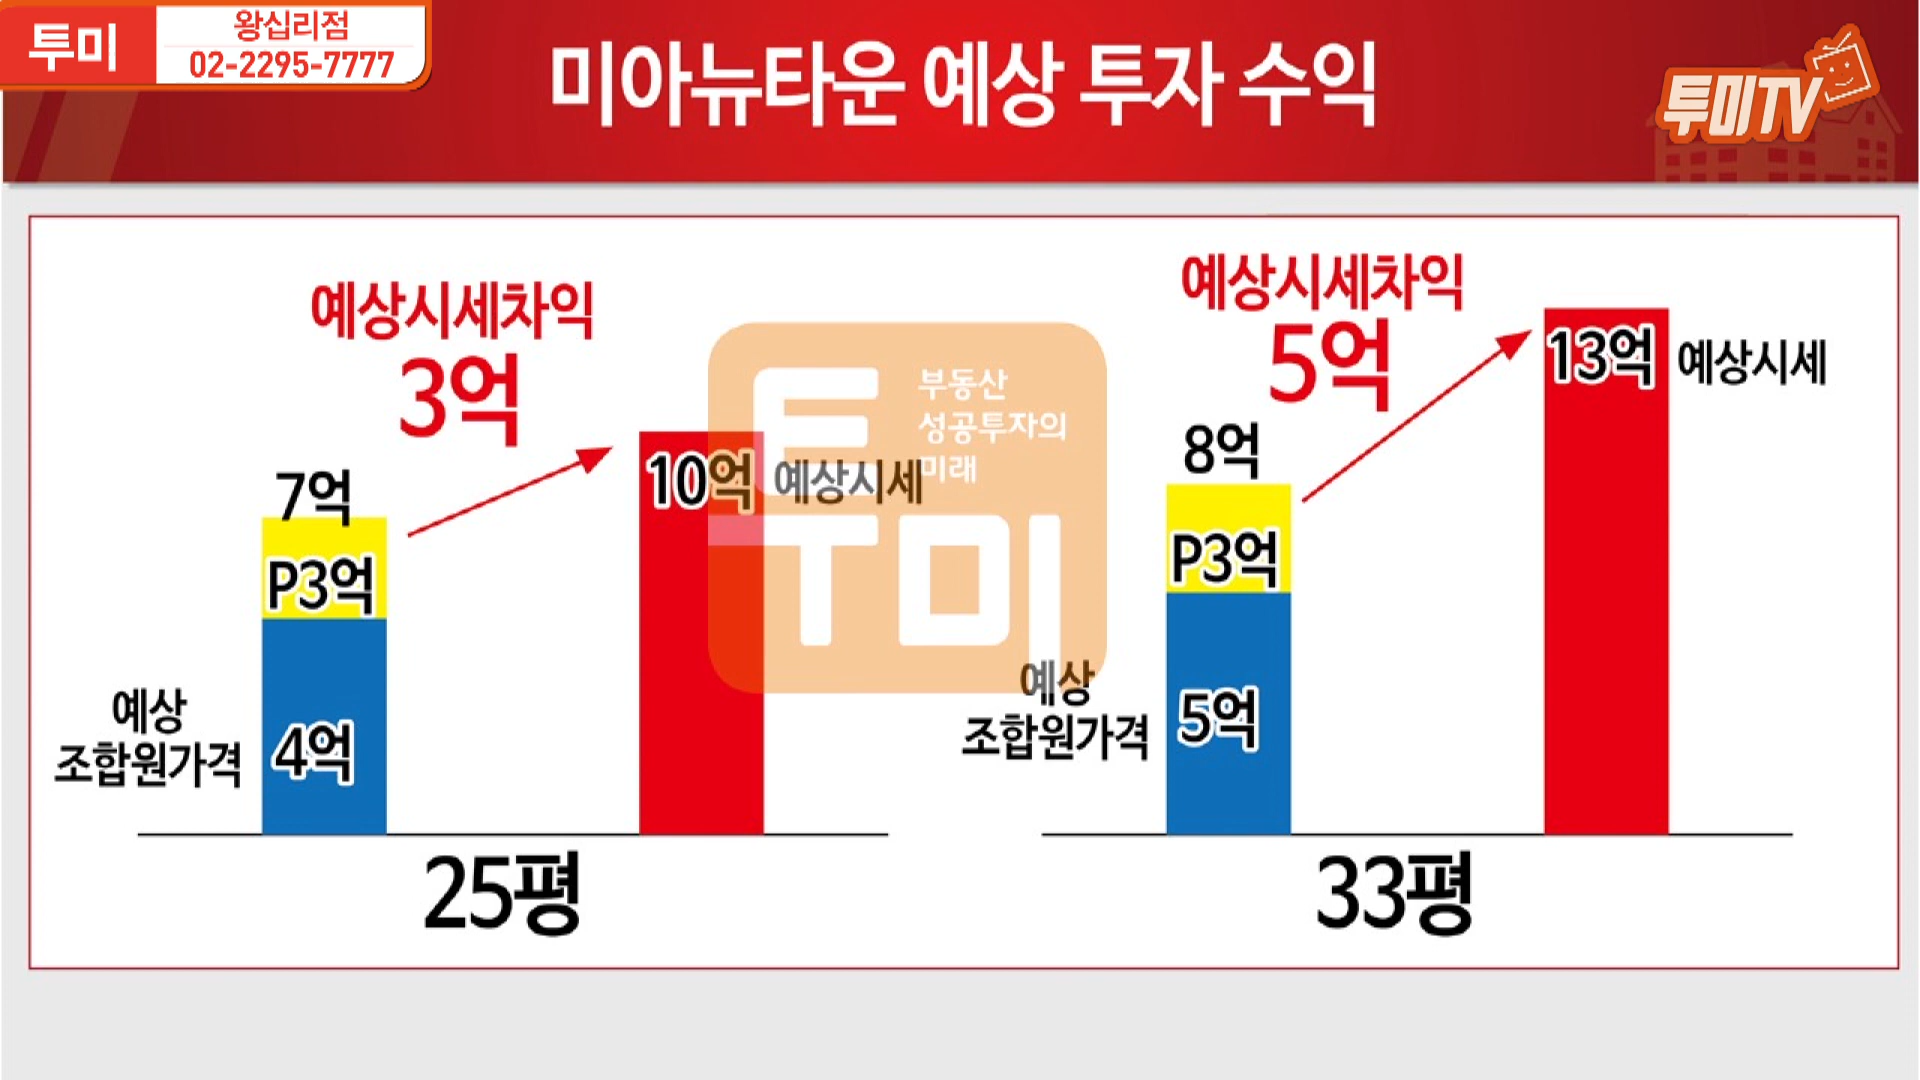 투미
왕십리점
02-2295-7777
미아뉴타운 예상 투자 수익
투미TV
예상시세차익
3억
7억
P3억
예상
조합원가격
4억
10억
예상시세
25평
부동산
성공투자의
미래
투미
예상시세차익
5억
8억
P3억
예상
조합원가격
5억
13억
예상시세
33평